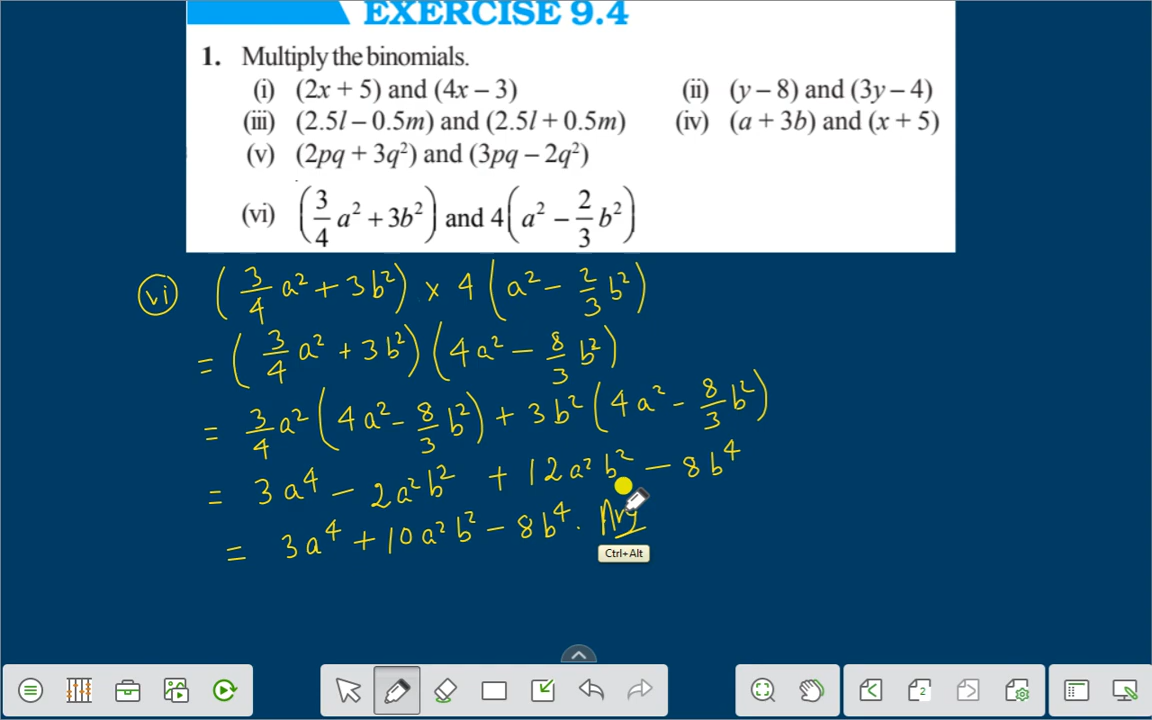 EXERCISE 9.4
1. Multiply the binomials.
(i) (2x + 5) and (4x – 3) (ii) (y – 8) and (3y – 4)
(iii) (2.5l – 0.5m) and (2.5l + 0.5m) (iv) (a + 3b) and (x + 5)
(v) (2pq + 3q²) and (3pq – 2q²)
(vi) (3/4 a² + 3b²) and 4(a² – 2/3 b²)
(vi) (3/4 a² + 3b²) × 4 (a² – 2/3 b²)
= (3/4 a² + 3b²) (4a² – 8/3 b²)
= 3/4 a² (4a² – 8/3 b²) + 3b² (4a² – 8/3 b²)
= 3a⁴ – 2a²b² + 12a²b² – 8b⁴
= 3a⁴ + 10a²b² – 8b⁴. Ans
Ctrl+Alt
2